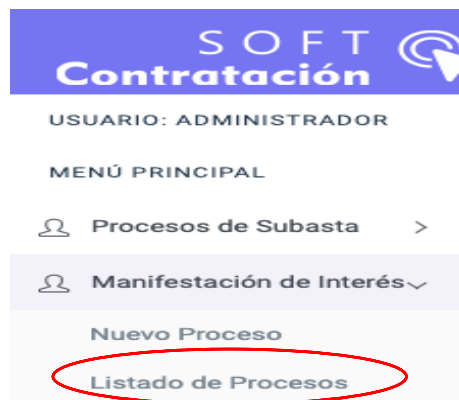 SOFT
Contratación
USUARIO: ADMINISTRADOR
MENÚ PRINCIPAL
Procesos de Subasta >
Manifestación de Interés
Nuevo Proceso
Listado de Procesos